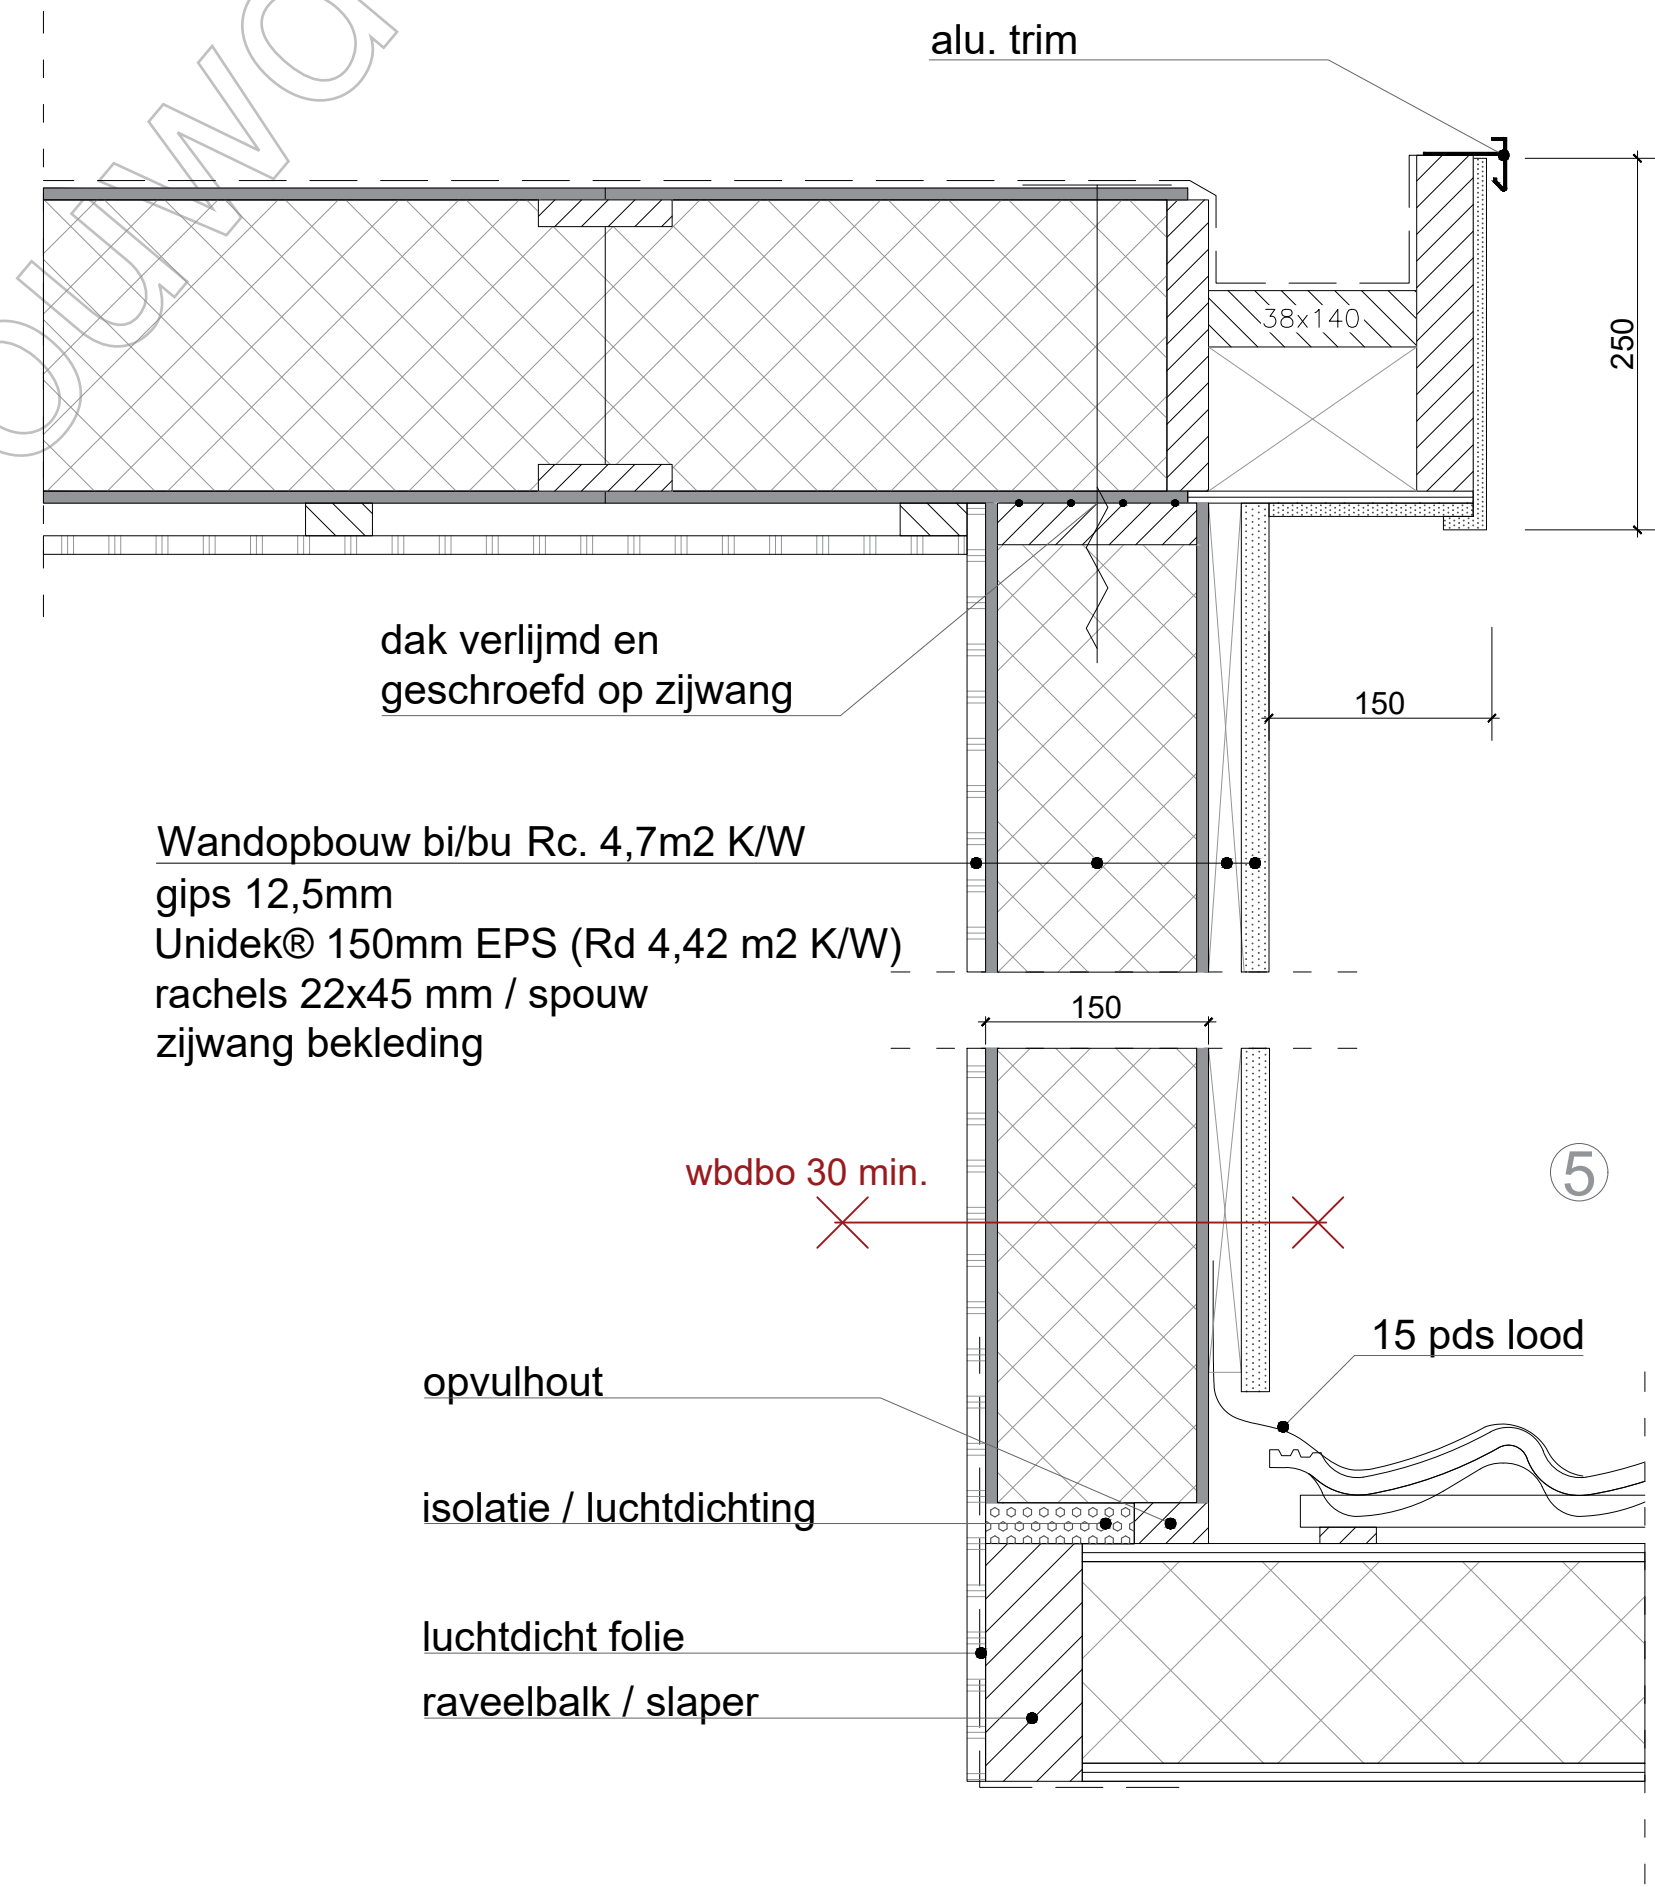 alu. trim
38x140
250
dak verlijmd en
geschroefd op zijwang
150
Wandopbouw bi/bu Rc. 4,7m2 K/W
gips 12,5mm
Unidek® 150mm EPS (Rd 4,42 m2 K/W)
rachels 22x45 mm / spouw
zijwang bekleding
150
wbdbo 30 min.
5
15 pds lood
opvulhout
isolatie / luchtdichting
luchtdicht folie
raveelbalk / slaper